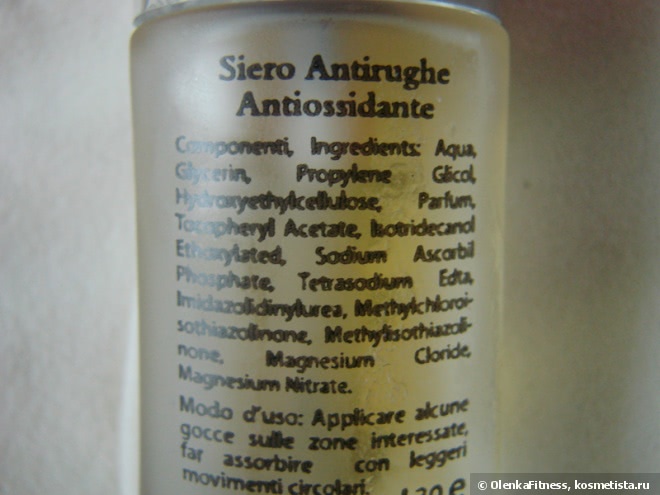 Siero Antirughe
Antiossidante
Componenti, Ingredients: Aqua,
Glycerin, Propylene Glicol,
Hydroxyethylcellulose, Parfum,
Tocopheryl Acetate, Isotridecanol
Ethoxylated, Sodium Ascorbil
Phosphate, Tetrasodium Edta,
Imidazolidinylurea, Methylchloroi-
sothiazolinone, Methylisothiazoli-
none, Magnesium Cloride,
Magnesium Nitrate.
Modo d'uso: Applicare alcune
gocce sulle zone interessate,
far assorbire con leggeri
movimenti circolari.
© OlenkaFitness, kosmetista.ru